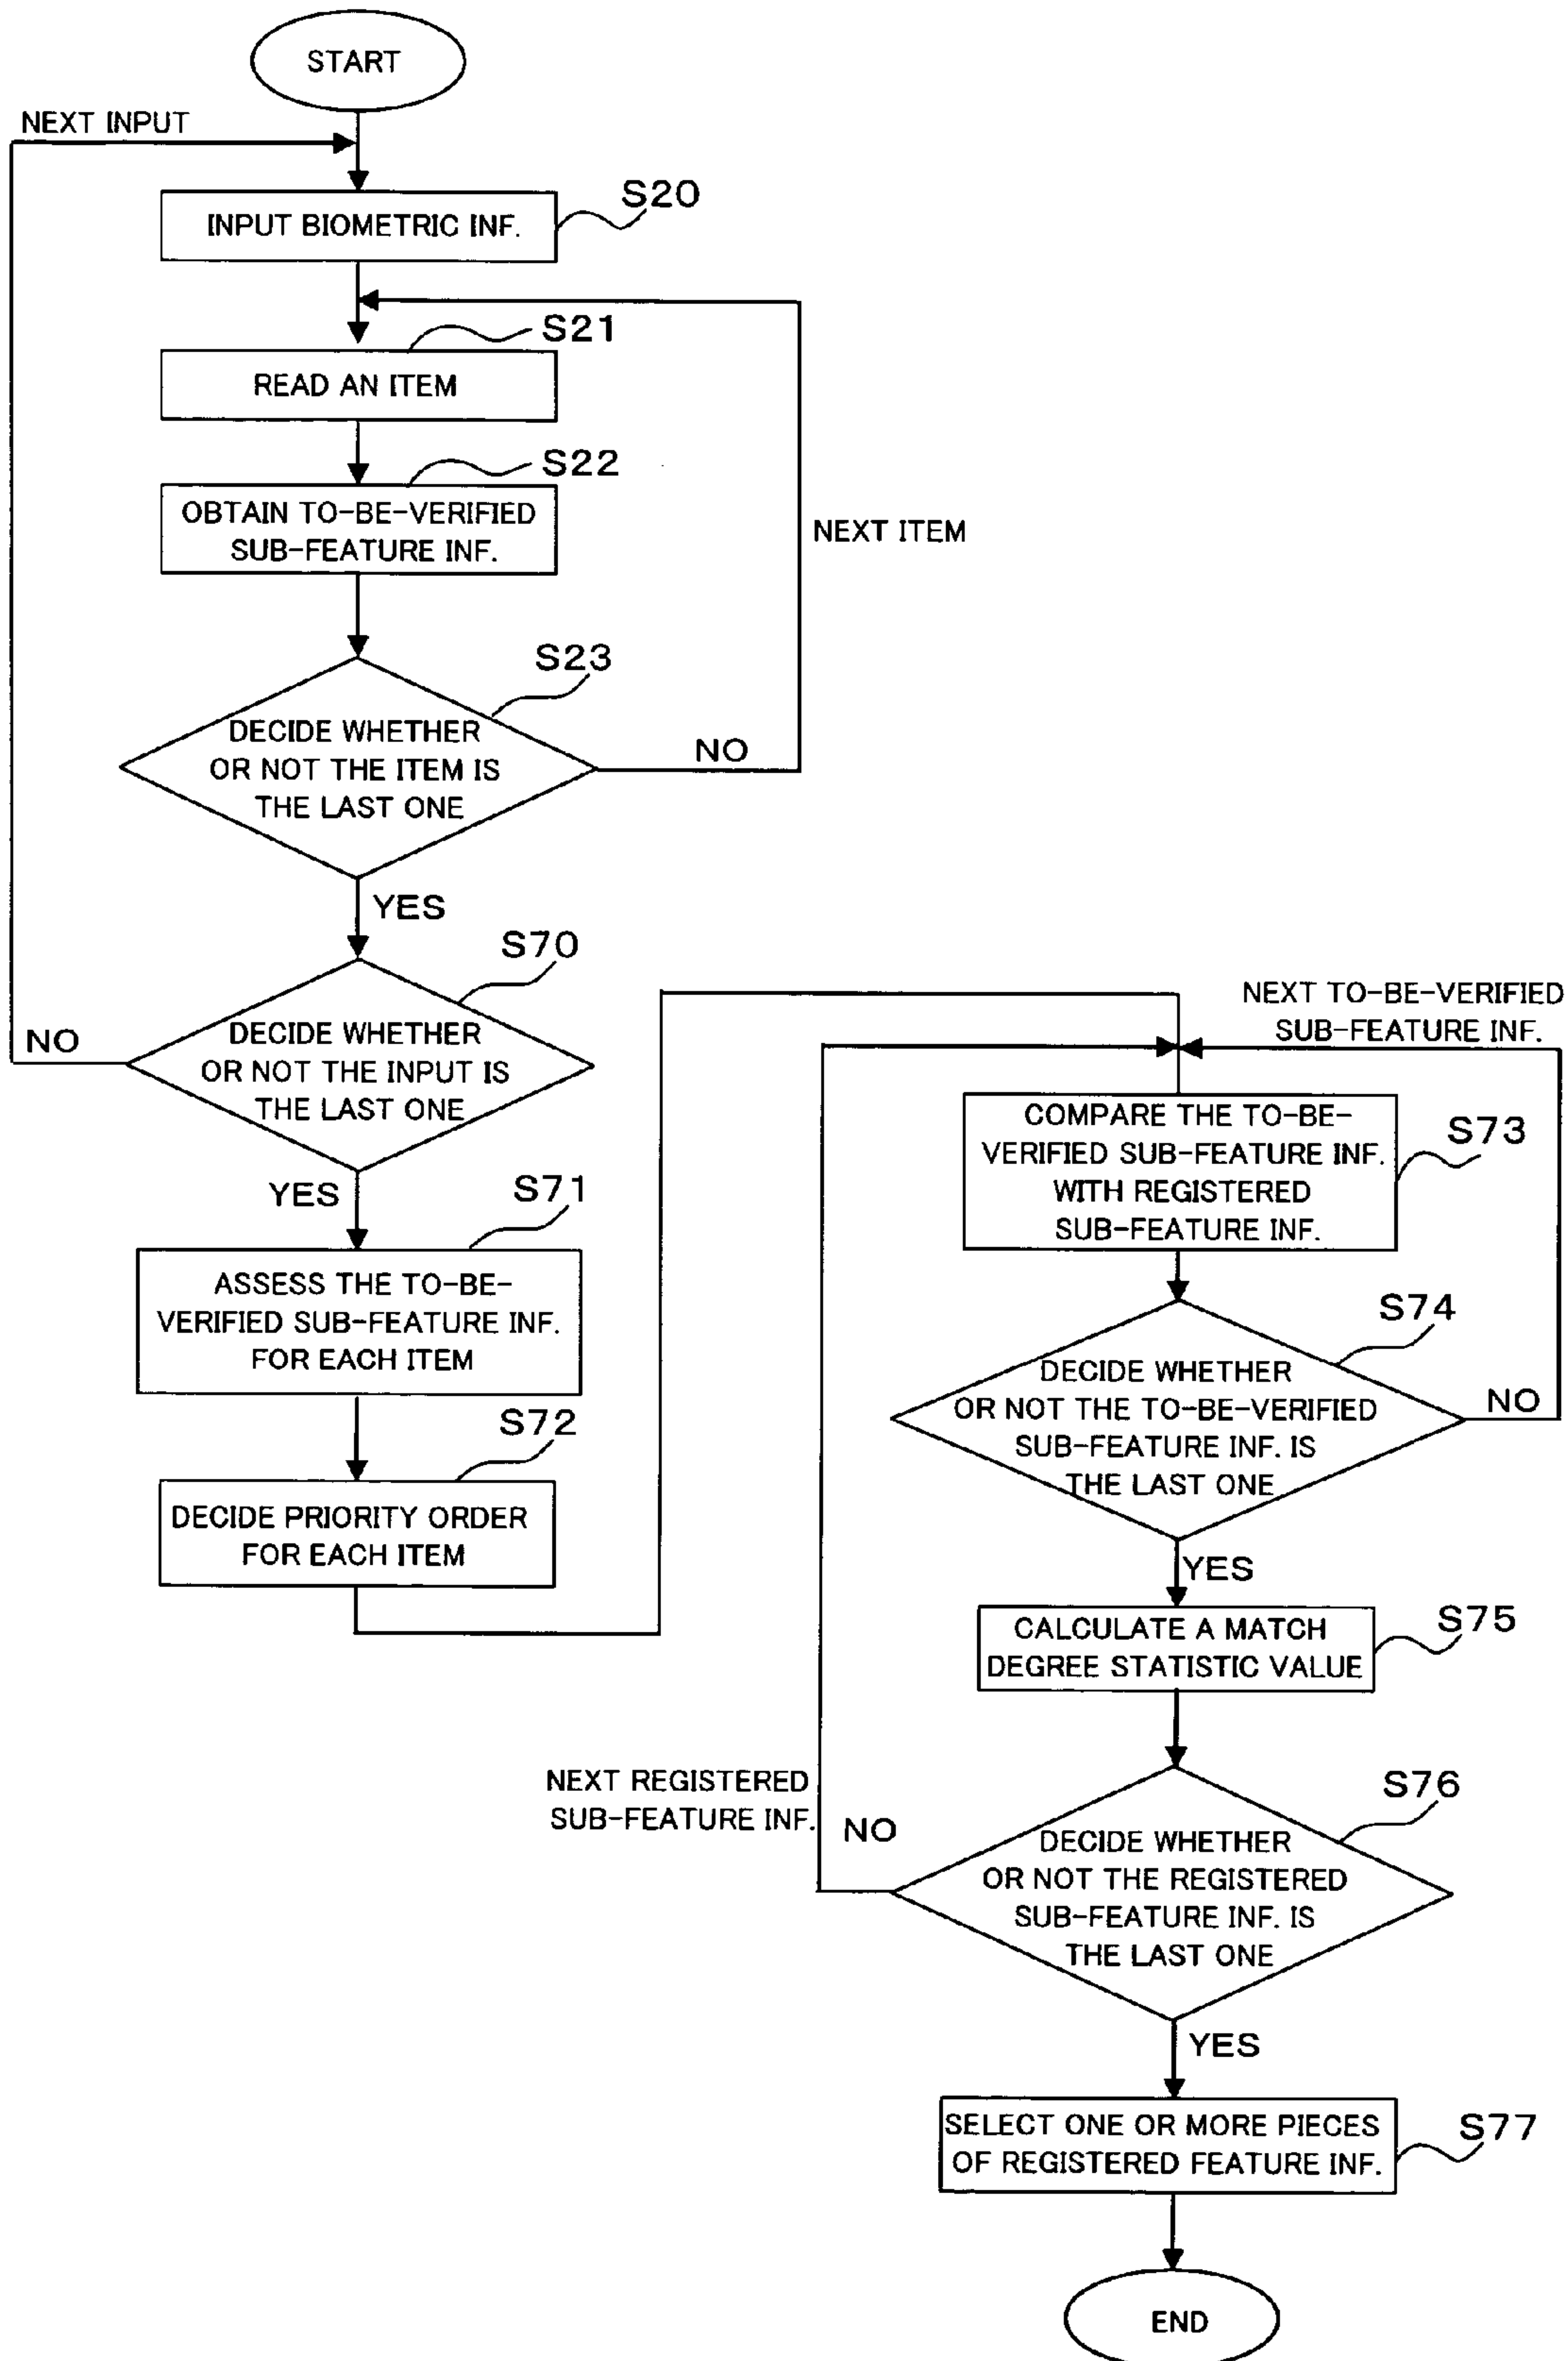 START
NEXT INPUT
S20
INPUT BIOMETRIC INF.
S21
READ AN ITEM
S22
OBTAIN TO-BE-VERIFIED
SUB-FEATURE INF.
NEXT ITEM
S23
DECIDE WHETHER
OR NOT THE ITEM IS
THE LAST ONE
NO
YES
S70
DECIDE WHETHER
OR NOT THE INPUT IS
THE LAST ONE
NO
YES
S71
ASSESS THE TO-BE-
VERIFIED SUB-FEATURE INF.
FOR EACH ITEM
S72
DECIDE PRIORITY ORDER
FOR EACH ITEM
NEXT TO-BE-VERIFIED
SUB-FEATURE INF.
COMPARE THE TO-BE-
VERIFIED SUB-FEATURE INF.
WITH REGISTERED
SUB-FEATURE INF.
S73
S74
DECIDE WHETHER
OR NOT THE TO-BE-VERIFIED
SUB-FEATURE INF. IS
THE LAST ONE
NO
YES
CALCULATE A MATCH
DEGREE STATISTIC VALUE
S75
NEXT REGISTERED
SUB-FEATURE INF.
NO
S76
DECIDE WHETHER
OR NOT THE REGISTERED
SUB-FEATURE INF. IS
THE LAST ONE
YES
SELECT ONE OR MORE PIECES
OF REGISTERED FEATURE INF.
S77
END